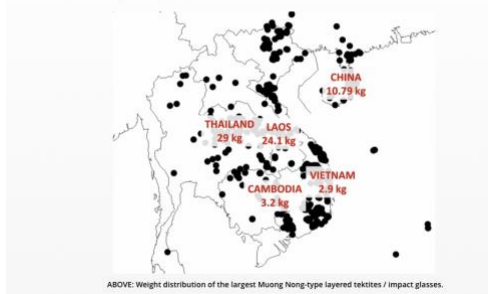 CHINA
10.79 kg
THAILAND
29 kg
LAOS
24.1 kg
VIETNAM
2.9 kg
CAMBODIA
3.2 kg
ABOVE: Weight distribution of the largest Muong Nong-type layered tektites / impact glasses.